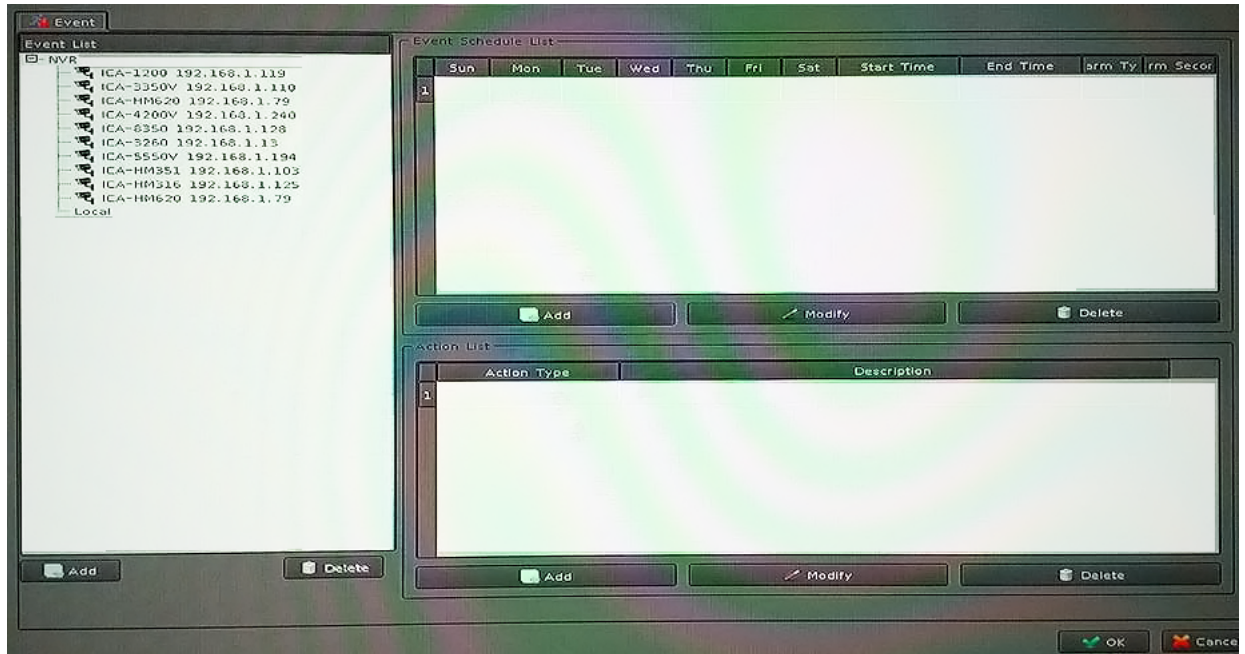 Event
Event List
NVR
ICA-1200 192.168.1.119
ICA-3350V 192.168.1.110
ICA-HM620 192.168.1.79
ICA-4200V 192.168.1.240
ICA-8350 192.168.1.128
ICA-3260 192.168.1.13
ICA-5550V 192.168.1.194
ICA-HM351 192.168.1.103
ICA-HM316 192.168.1.125
ICA-HM620 192.168.1.79
Local
Add Delete
Event Schedule List
Sun Mon Tue Wed Thu Fri Sat Start Time End Time arm Ty rm Secor
1
Add Modify Delete
Action List
Action Type Description
1
Add Modify Delete
OK Cance